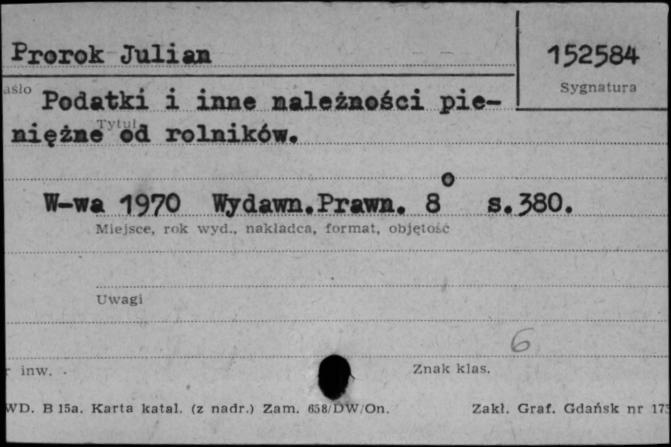 Prorok Julian
152584
Sygnatura
asło
Podatki i inne należności pie-
Tytuł
niężne od rolników.
W-wa 1970 Wydawn.Prawn. 8° s.380.
Miejsce, rok wyd., nakładca, format, objętość
Uwagi
6
r inw.
Znak klas.
WD. B 15a. Karta katal. (z nadr.) Zam. 658/DW/On.
Zakł. Graf. Gdańsk nr 173